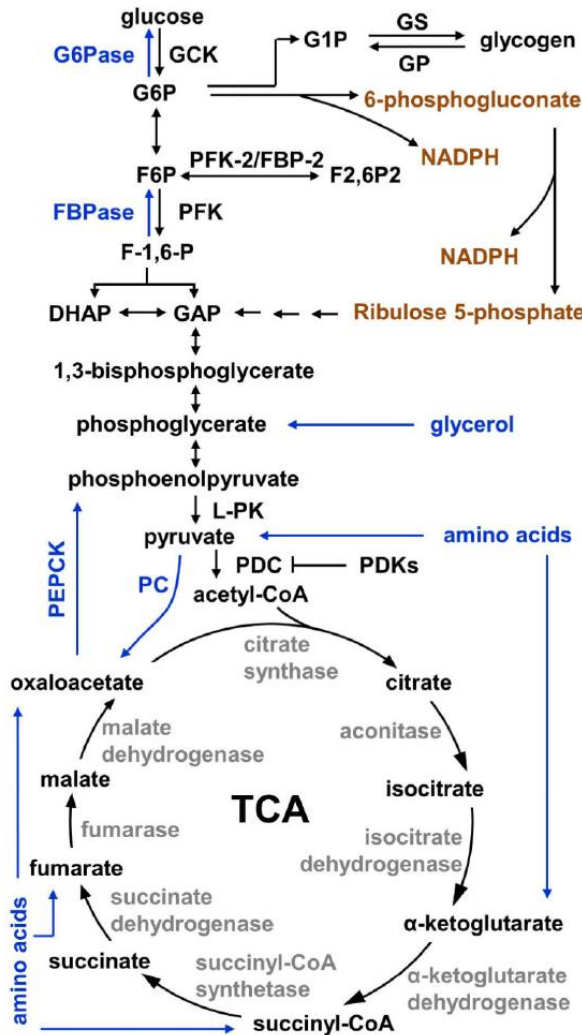 glucose
G6Pase
GCK
G1P
GS
GP
glycogen
G6P
6-phosphogluconate
NADPH
PFK-2/FBP-2
F6P
F2,6P2
FBPase
PFK
NADPH
F-1,6-P
DHAP
GAP
Ribulose 5-phosphate
1,3-bisphosphoglycerate
phosphoglycerate
glycerol
phosphoenolpyruvate
L-PK
pyruvate
amino acids
PEPCK
PC
PDC
PDKs
acetyl-CoA
citrate
synthase
oxaloacetate
citrate
malate
dehydrogenase
aconitase
malate
isocitrate
TCA
fumarase
isocitrate
dehydrogenase
fumarate
succinate
dehydrogenase
α-ketoglutarate
amino acids
succinate
succinyl-CoA
synthetase
α-ketoglutarate
dehydrogenase
succinyl-CoA